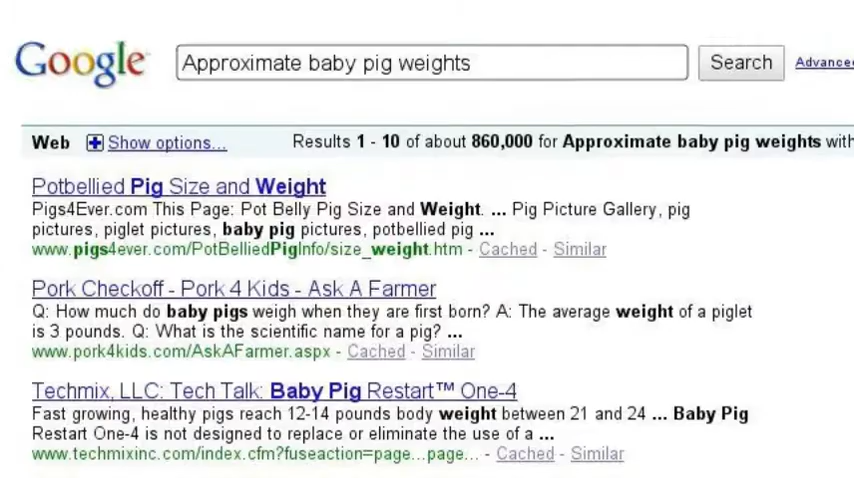 Google Approximate baby pig weights Search Advanced
Web Show options... Results 1 - 10 of about 860,000 for Approximate baby pig weights with
Potbellied Pig Size and Weight
Pigs4Ever.com This Page: Pot Belly Pig Size and Weight. ... Pig Picture Gallery, pig
pictures, piglet pictures, baby pig pictures, potbellied pig ...
www.pigs4ever.com/PotBelliedPigInfo/size_weight.htm - Cached - Similar
Pork Checkoff - Pork 4 Kids - Ask A Farmer
Q: How much do baby pigs weigh when they are first born? A: The average weight of a piglet
is 3 pounds. Q: What is the scientific name for a pig? ...
www.pork4kids.com/AskAFarmer.aspx - Cached - Similar
Techmix, LLC: Tech Talk: Baby Pig Restart™ One-4
Fast growing, healthy pigs reach 12-14 pounds body weight between 21 and 24 ... Baby Pig
Restart One-4 is not designed to replace or eliminate the use of a ...
www.techmixinc.com/index.cfm?fuseaction=page...page... - Cached - Similar